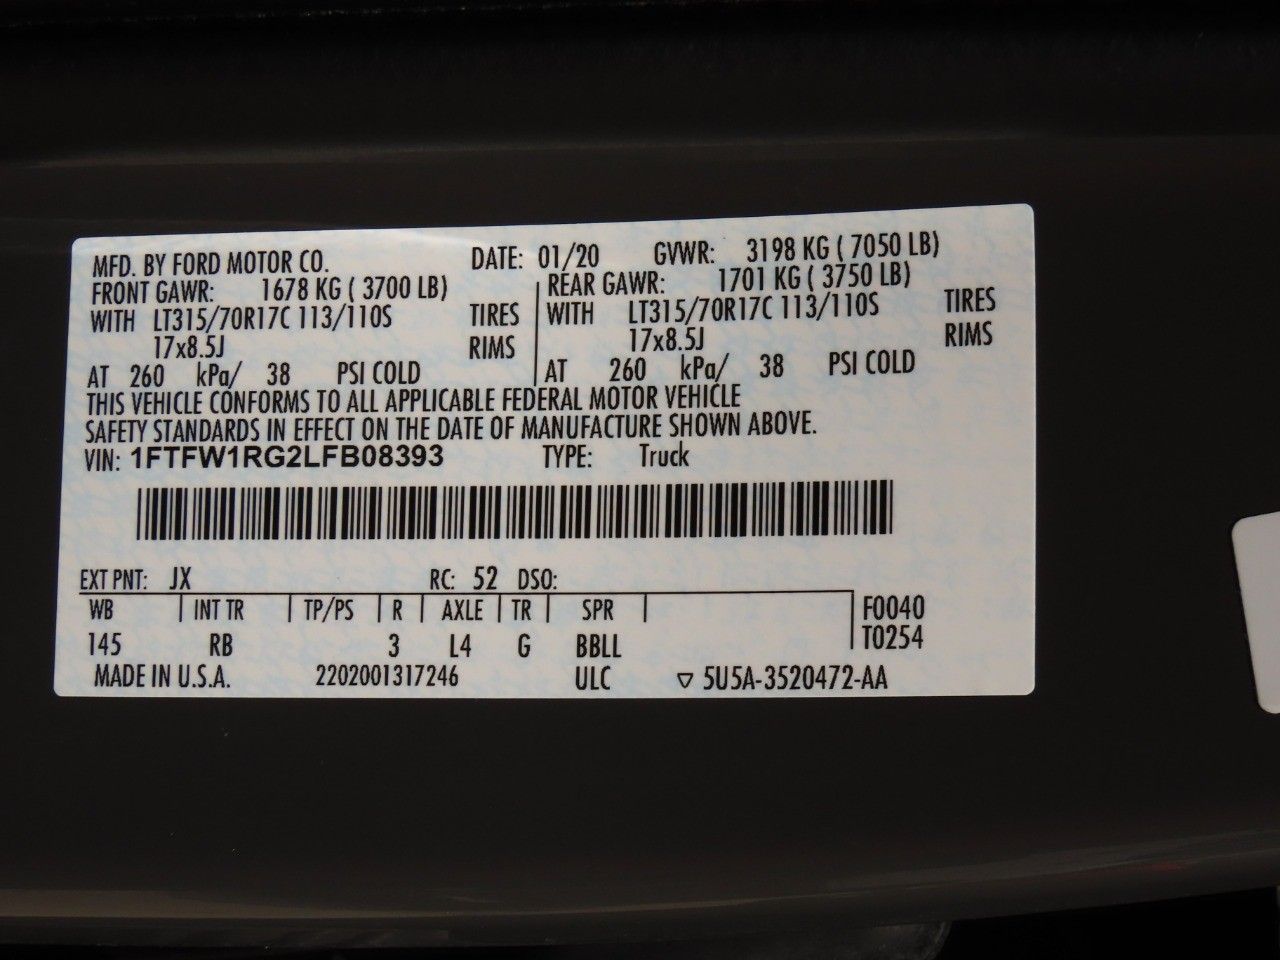 MFD. BY FORD MOTOR CO. DATE: 01/20 GVWR: 3198 KG ( 7050 LB)
FRONT GAWR: 1678 KG ( 3700 LB) REAR GAWR: 1701 KG ( 3750 LB)
WITH LT315/70R17C 113/110S TIRES WITH LT315/70R17C 113/110S TIRES
17x8.5J RIMS 17x8.5J RIMS
AT 260 kPa/ 38 PSI COLD AT 260 kPa/ 38 PSI COLD
THIS VEHICLE CONFORMS TO ALL APPLICABLE FEDERAL MOTOR VEHICLE
SAFETY STANDARDS IN EFFECT ON THE DATE OF MANUFACTURE SHOWN ABOVE.
VIN: 1FTFW1RG2LFB08393 TYPE: Truck
EXT PNT: JX RC: 52 DSO:
WB INT TR TP/PS R AXLE TR SPR F0040
145 RB 3 L4 G BBLL T0254
MADE IN U.S.A. 2202001317246 ULC ▽ 5U5A-3520472-AA